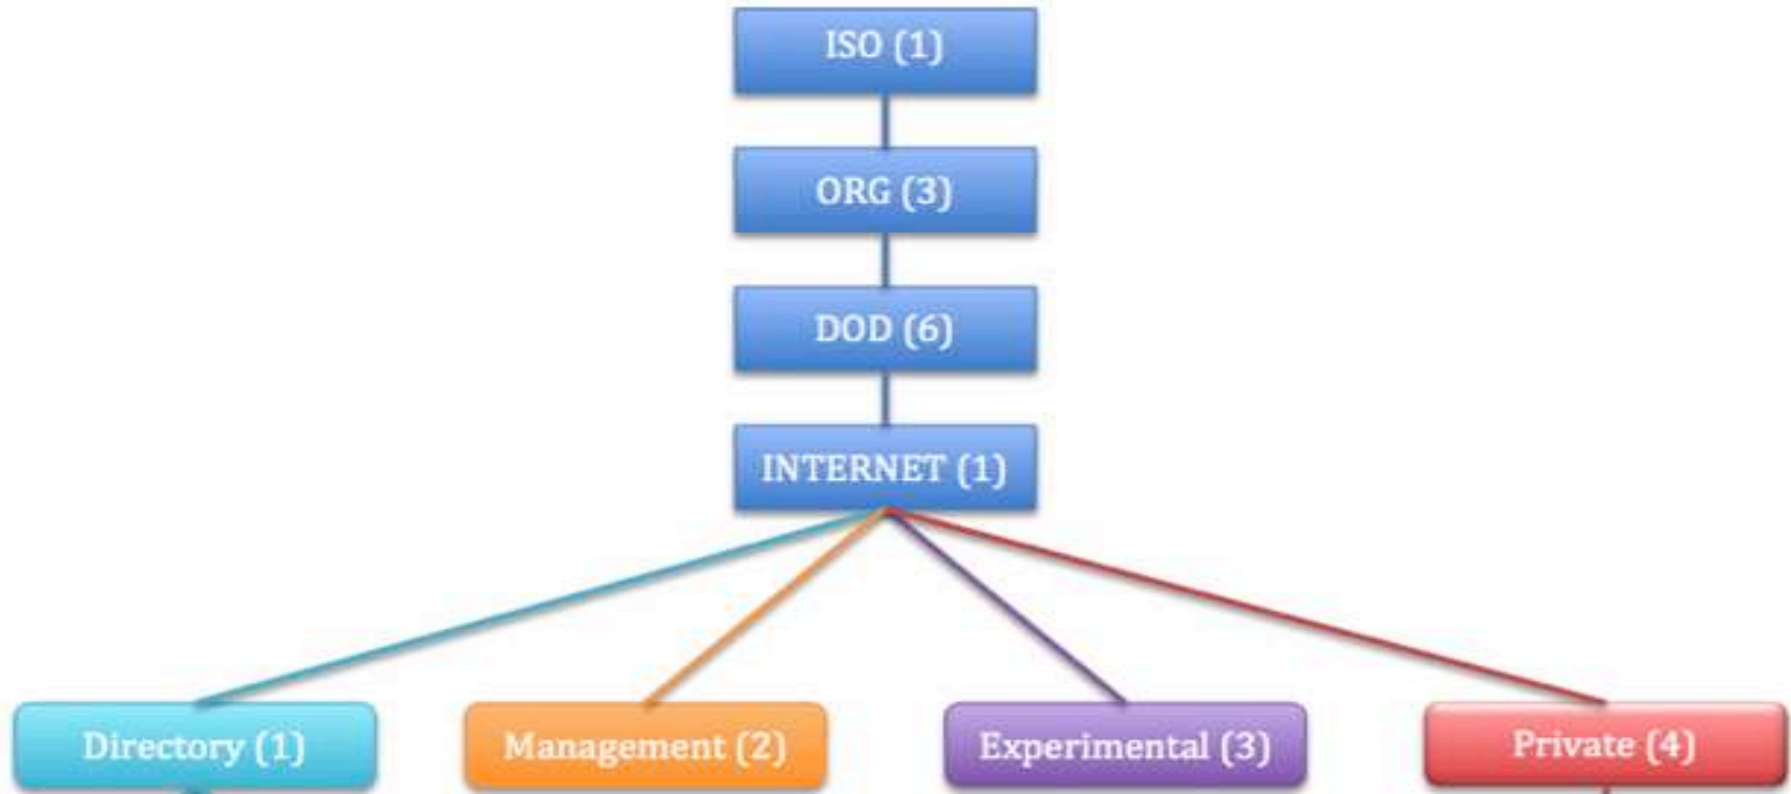 ISO (1)
ORG (3)
DOD (6)
INTERNET (1)
Directory (1)
Management (2)
Experimental (3)
Private (4)